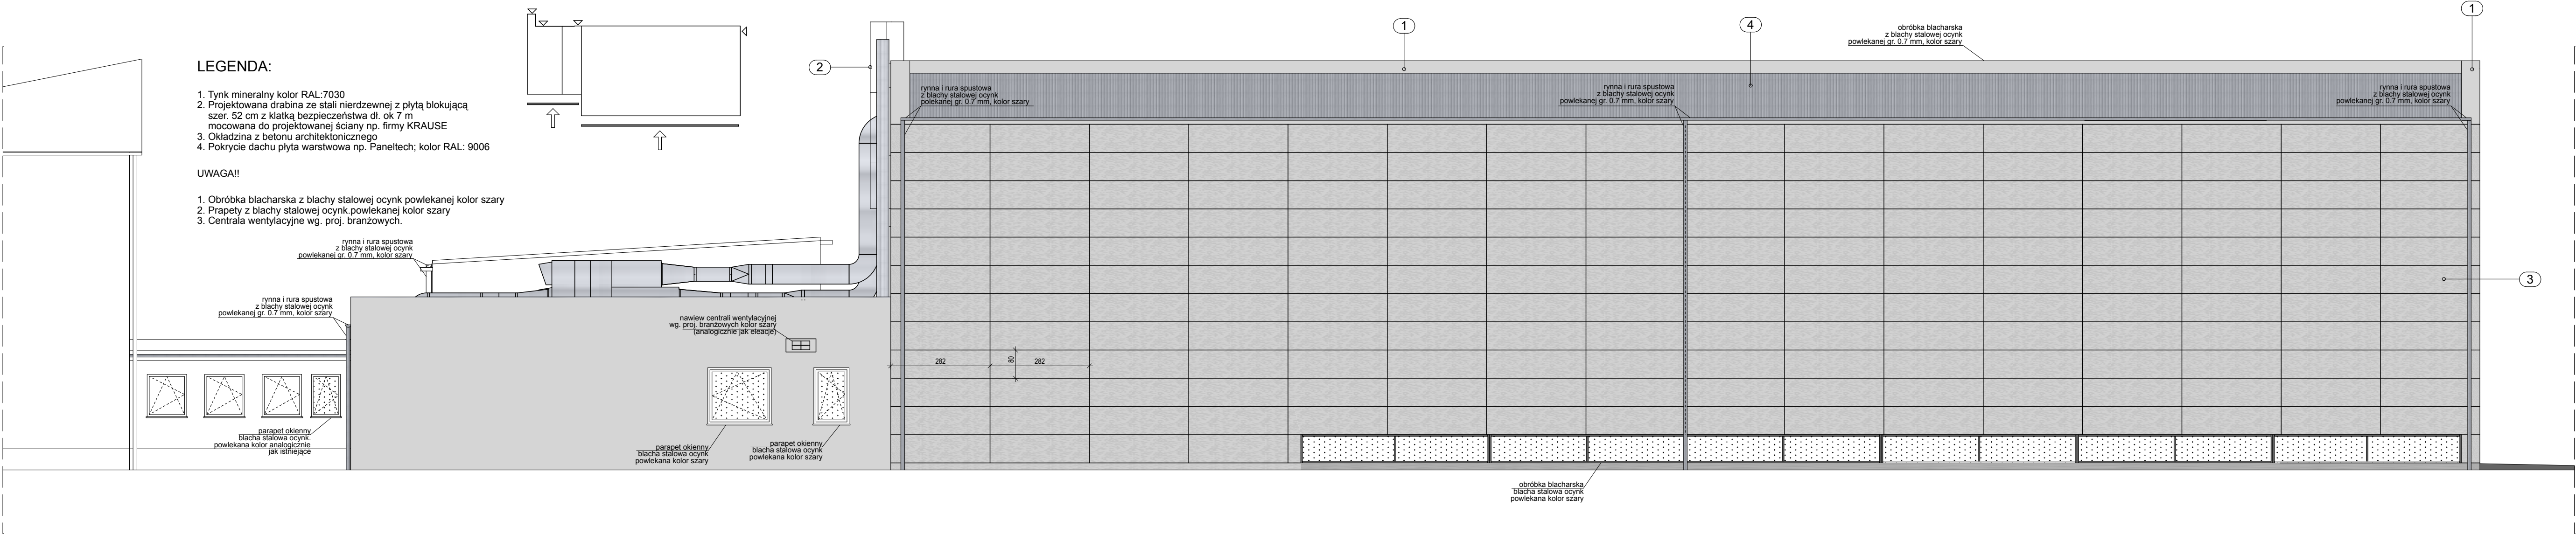 LEGENDA:
1. Tynk mineralny kolor RAL:7030
2. Projektowana drabina ze stali nierdzewnej z płytą blokującą
szer. 52 cm z klatką bezpieczeństwa dł. ok 7 m
mocowana do projektowanej ściany np. firmy KRAUSE
3. Okładzina z betonu architektonicznego
4. Pokrycie dachu płyta warstwowa np. Paneltech; kolor RAL: 9006
UWAGA!!
1. Obróbka blacharska z blachy stalowej ocynk powlekanej kolor szary
2. Prapety z blachy stalowej ocynk.powlekanej kolor szary
3. Centrala wentylacyjne wg. proj. branżowych.
rynna i rura spustowa
z blachy stalowej ocynk
powlekanej gr. 0.7 mm, kolor szary
rynna i rura spustowa
z blachy stalowej ocynk
powlekanej gr. 0.7 mm, kolor szary
parapet okienny
blacha stalowa ocynk.
powlekana kolor analogicznie
jak istniejące
nawiew centrali wentylacyjnej
wg. proj. branżowych kolor szary
(analogicznie jak eleacje)
parapet okienny
blacha stalowa ocynk
powlekana kolor szary
parapet okienny
blacha stalowa ocynk
powlekana kolor szary
2
rynna i rura spustowa
z blachy stalowej ocynk
polekanej gr. 0.7 mm, kolor szary
282
80
282
1
rynna i rura spustowa
z blachy stalowej ocynk
powlekanej gr. 0.7 mm, kolor szary
4
obróbka blacharska
z blachy stalowej ocynk
powlekanej gr. 0.7 mm, kolor szary
1
rynna i rura spustowa
z blachy stalowej ocynk
powlekanej gr. 0.7 mm, kolor szary
3
obróbka blacharska
blacha stalowa ocynk
powlekana kolor szary